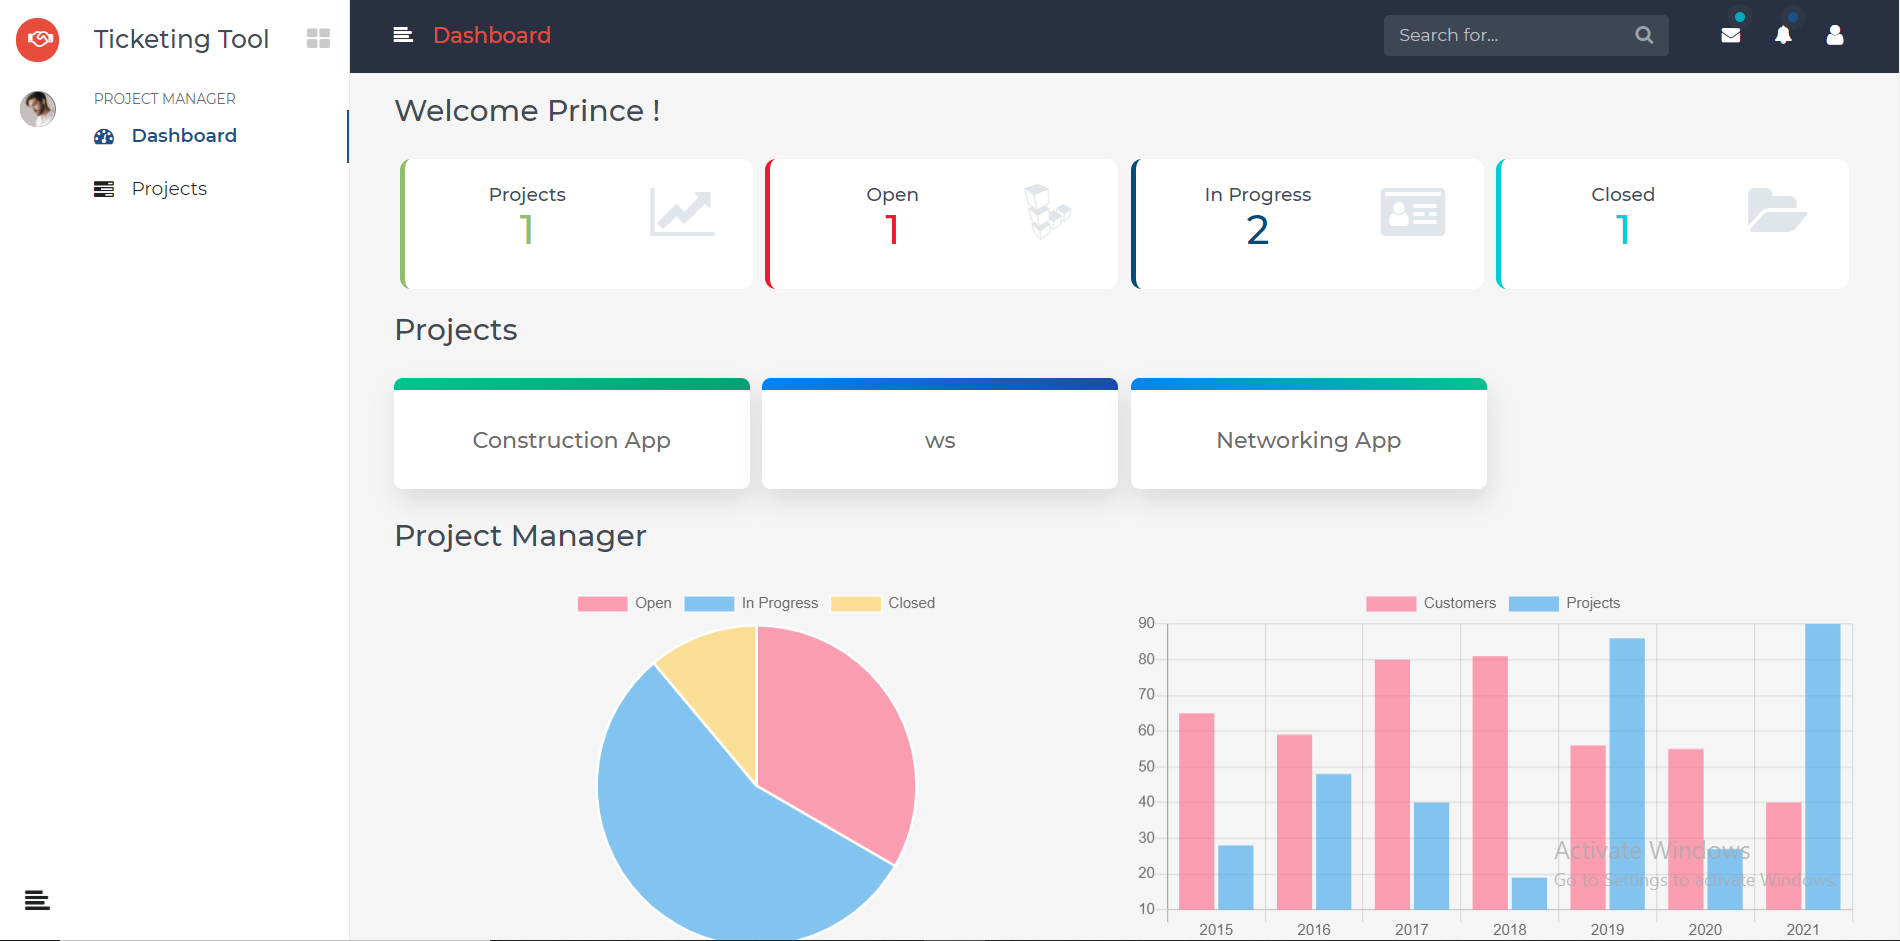 Ticketing Tool
PROJECT MANAGER
Dashboard
Projects
Dashboard
Search for...
Welcome Prince !
Projects
1
Open
1
In Progress
2
Closed
1
Projects
Construction App
ws
Networking App
Project Manager
Open In Progress Closed
Customers Projects
90
80
70
60
50
40
30
20
10
2015 2016 2017 2018 2019 2020 2021
Activate Windows
Go to Settings to activate Windows.